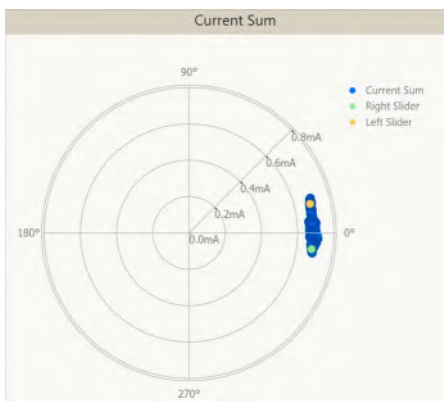 Current Sum
90°
Current Sum
Right Slider
Left Slider
0.8mA
0.6mA
0.4mA
0.2mA
0.0mA
180°
0°
270°